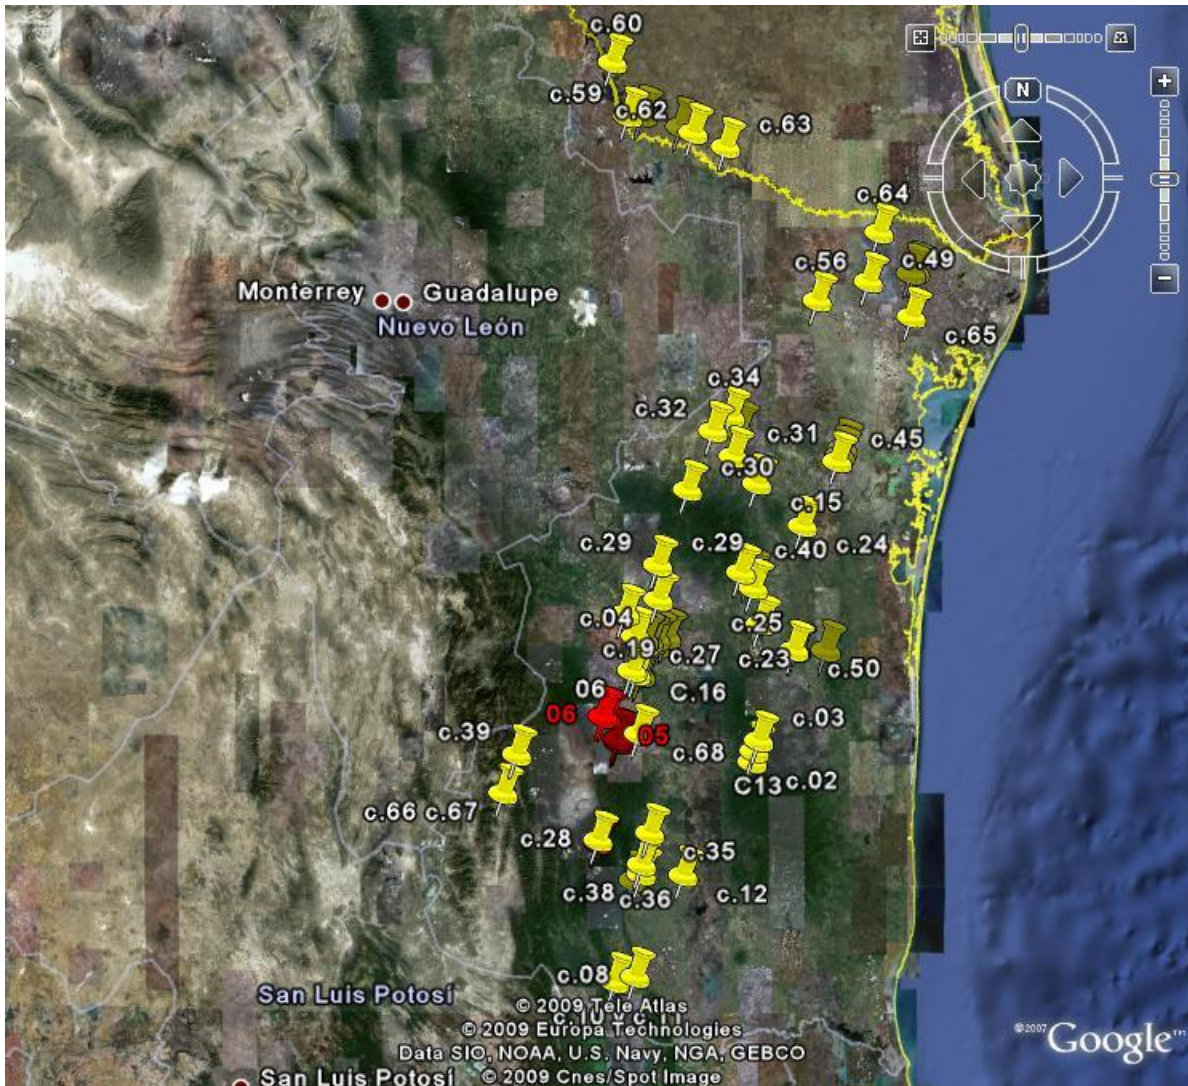 c.60
c.59
c.62
c.63
N
c.64
c.56
c.49
Monterrey
Guadalupe
Nuevo León
c.65
c.34
c.32
c.31
c.45
c.30
c.15
c.29
c.29
c.40
c.24
c.04
c.25
c.19
c.27
c.23
c.50
06
C.16
06
05
c.03
c.39
c.68
C13
c.02
c.66
c.67
c.28
c.35
c.38
c.36
c.12
c.08
San Luis Potosí
© 2009 Tele Atlas
© 2009 Europa Technologies
Data SIO, NOAA, U.S. Navy, NGA, GEBCO
© 2009 Cnes/Spot Image
©2007 Google™
San Luis Potosí